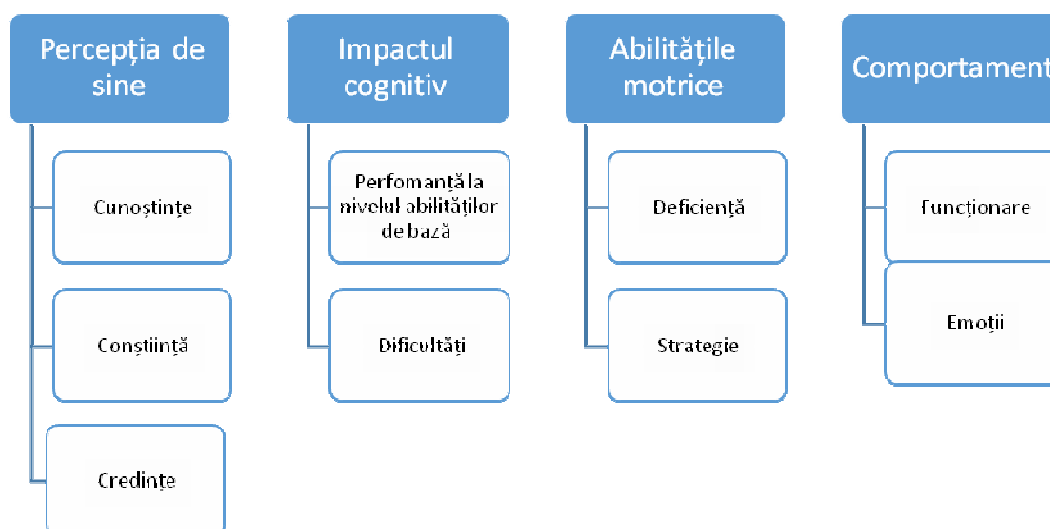 Percepția de
sine
Cunoștințe
Conștiință
Credințe
Impactul
cognitiv
Perfomanță la
nivelul abilităților
de bază
Dificultăți
Abilitățile
motrice
Deficiență
Strategie
Comportament
Funcționare
Emoții